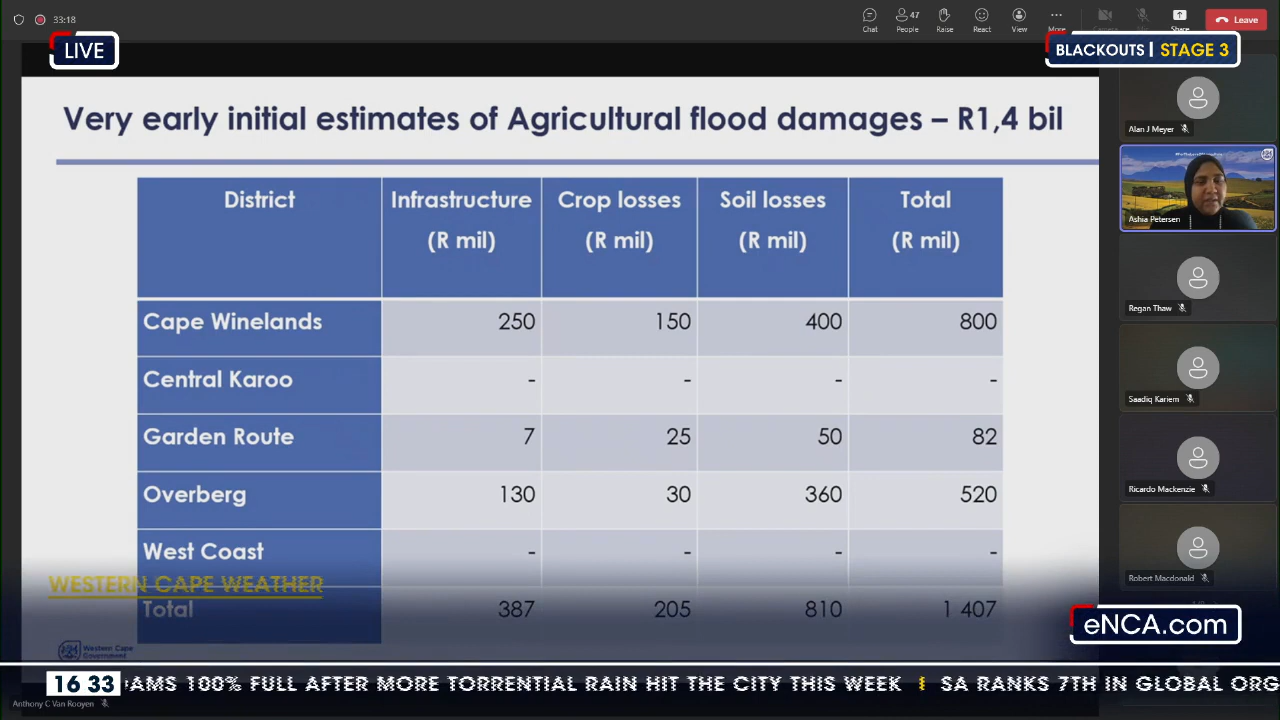 33:18
Chat
47
People
Raise
React
View
More
Share
Leave
LIVE
BLACKOUTS | STAGE 3
Very early initial estimates of Agricultural flood damages – R1,4 bil
District Infrastructure (R mil) Crop losses (R mil) Soil losses (R mil) Total (R mil)
Cape Winelands 250 150 400 800
Central Karoo - - - -
Garden Route 7 25 50 82
Overberg 130 30 360 520
West Coast - - - -
Total 387 205 810 1 407
WESTERN CAPE WEATHER
Western Cape
Government
Alan J Meyer
Ashia Petersen
Regan Thaw
Saadiq Kariem
Ricardo Mackenzie
Robert Macdonald
eNCA.com
16 33
AMS 100% FULL AFTER MORE TORRENTIAL RAIN HIT THE CITY THIS WEEK SA RANKS 7TH IN GLOBAL ORG
Anthony C Van Rooyen